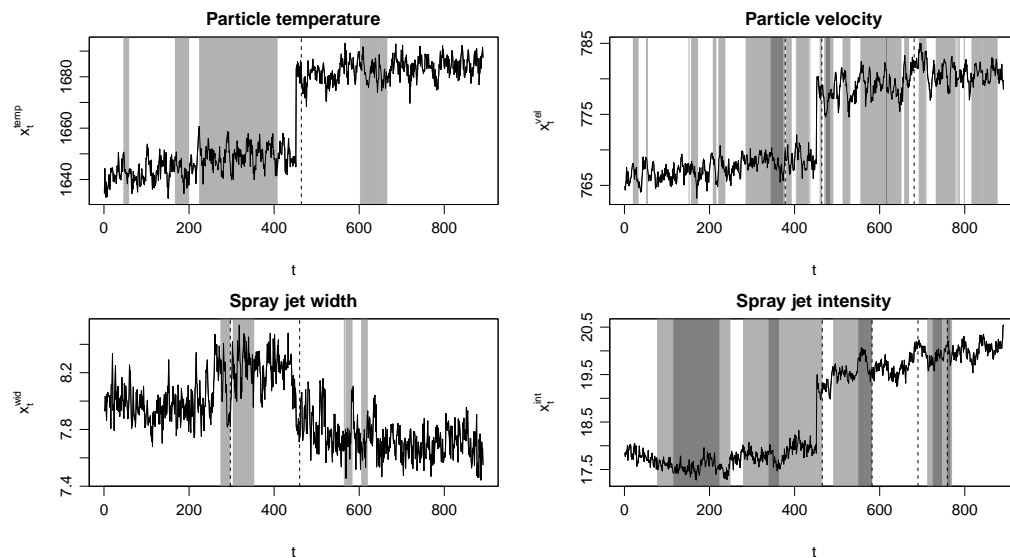 Particle temperature
x_t^temp
1640 1660 1680
0 200 400 600 800
t
Particle velocity
x_t^vel
765 775 785
0 200 400 600 800
t
Spray jet width
x_t^wid
7.4 7.8 8.2
0 200 400 600 800
t
Spray jet intensity
x_t^int
17.5 18.5 19.5 20.5
0 200 400 600 800
t